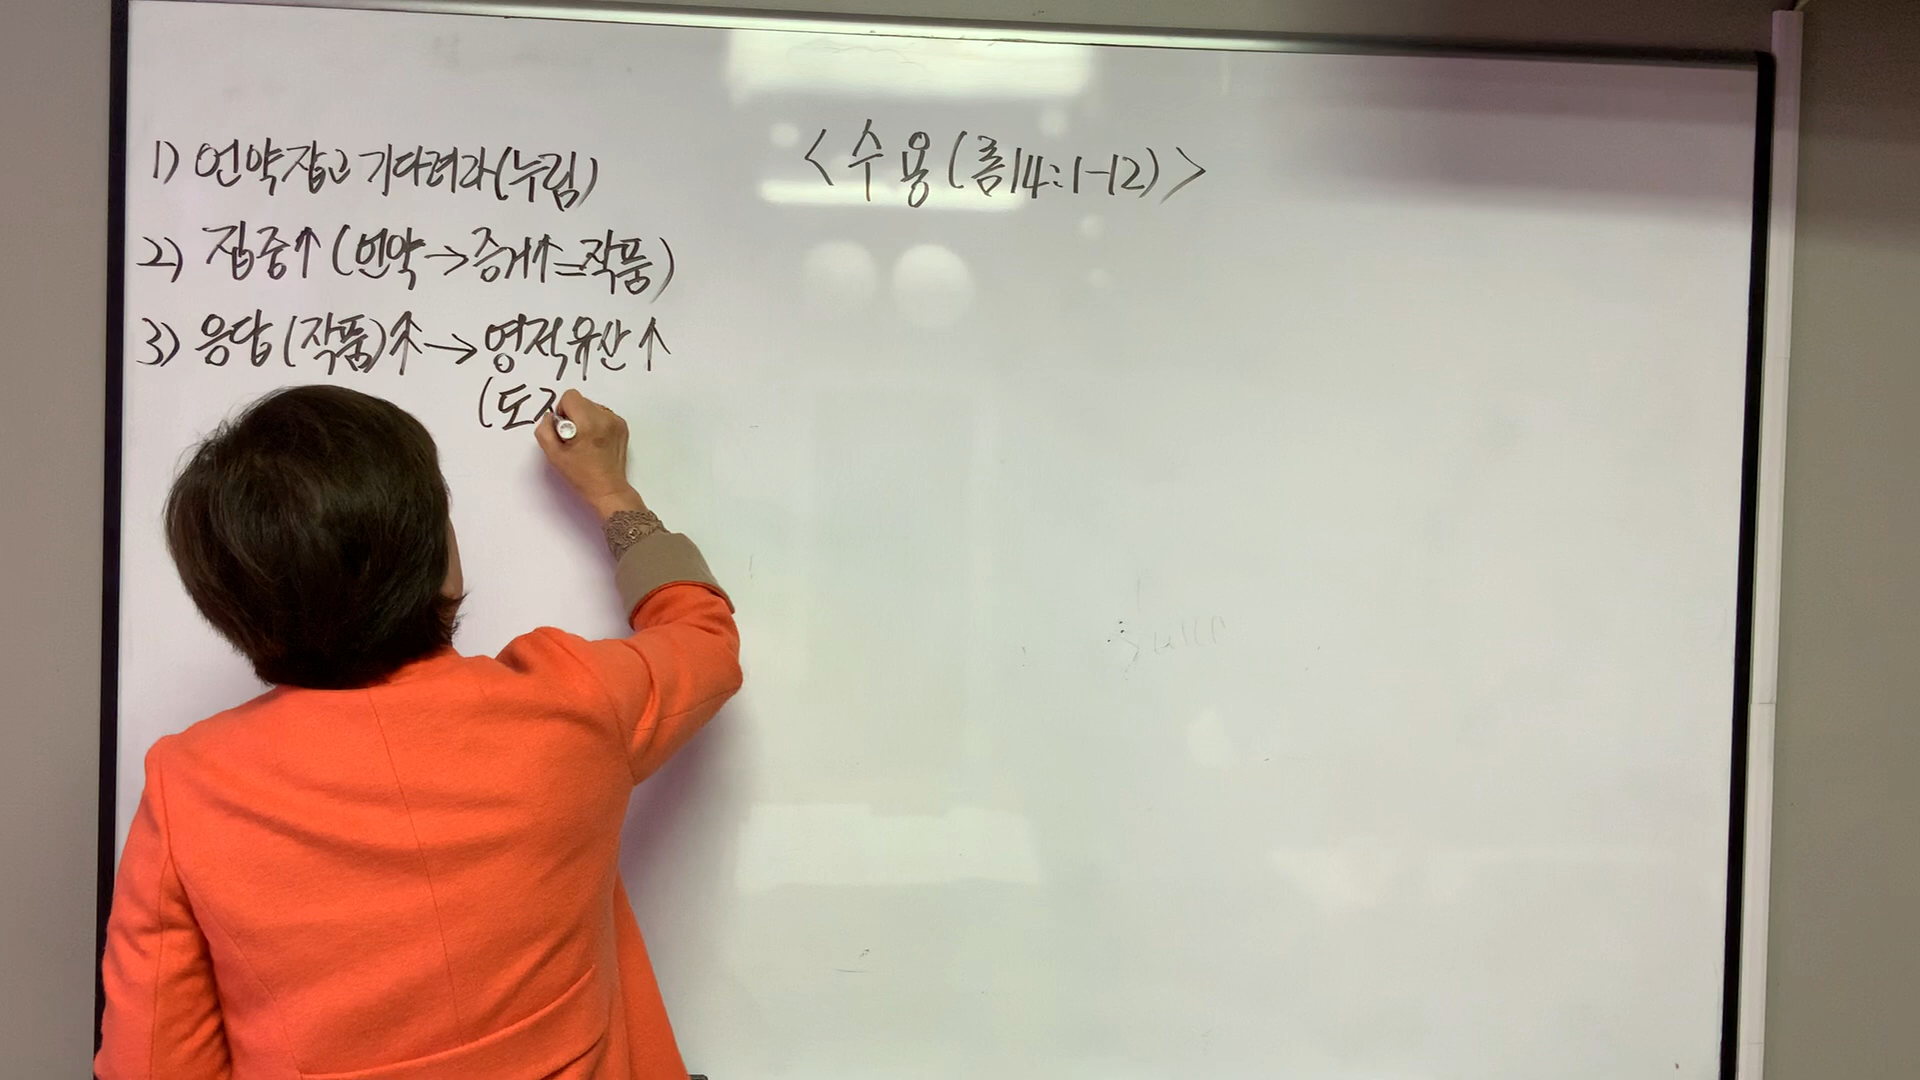 <수용(롬14:1-12)>
1) 언약잡고 기다려라(누림)
2) 집중↑(언약→증거↑=작품)
3) 응답(작품)↑→영적유산↑
(도